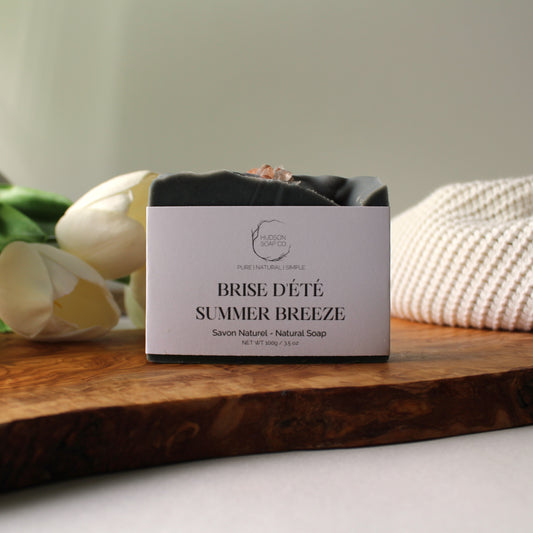 HUDSON
SOAP CO
PURE | NATURAL | SIMPLE
BRISE D'ÉTÉ
SUMMER BREEZE
Savon Naturel - Natural Soap
NET WT 100g / 3.5 oz